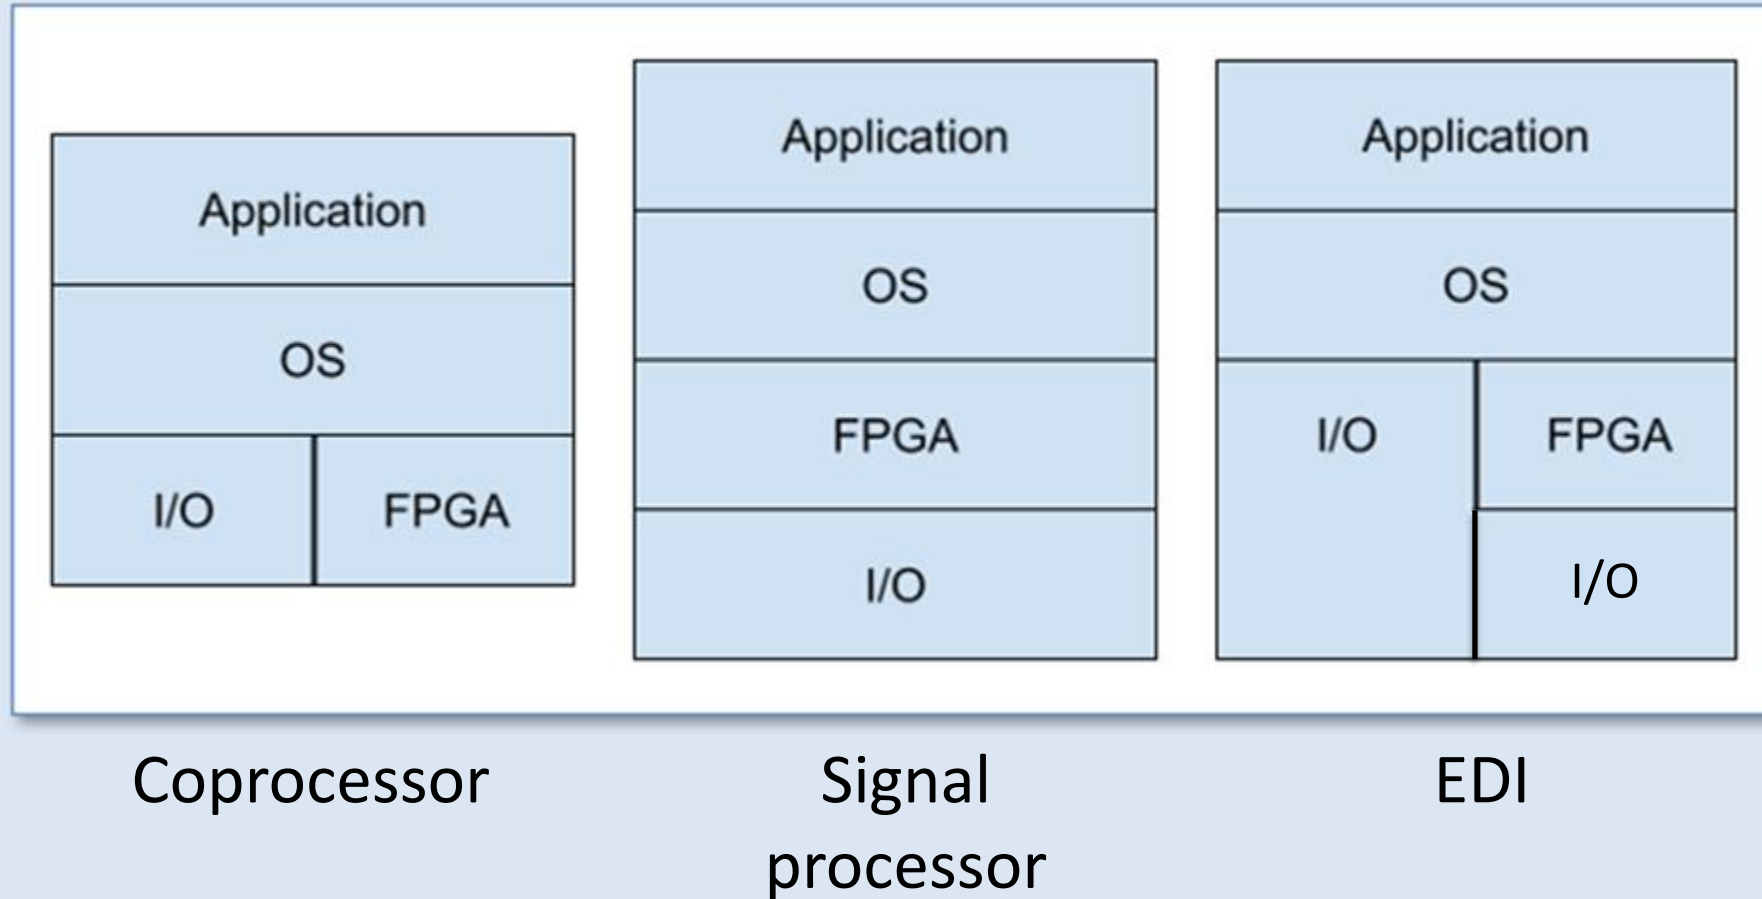 Application
OS
I/O FPGA
Application
OS
FPGA
I/O
Application
OS
I/O FPGA
I/O
Coprocessor
Signal
processor
EDI